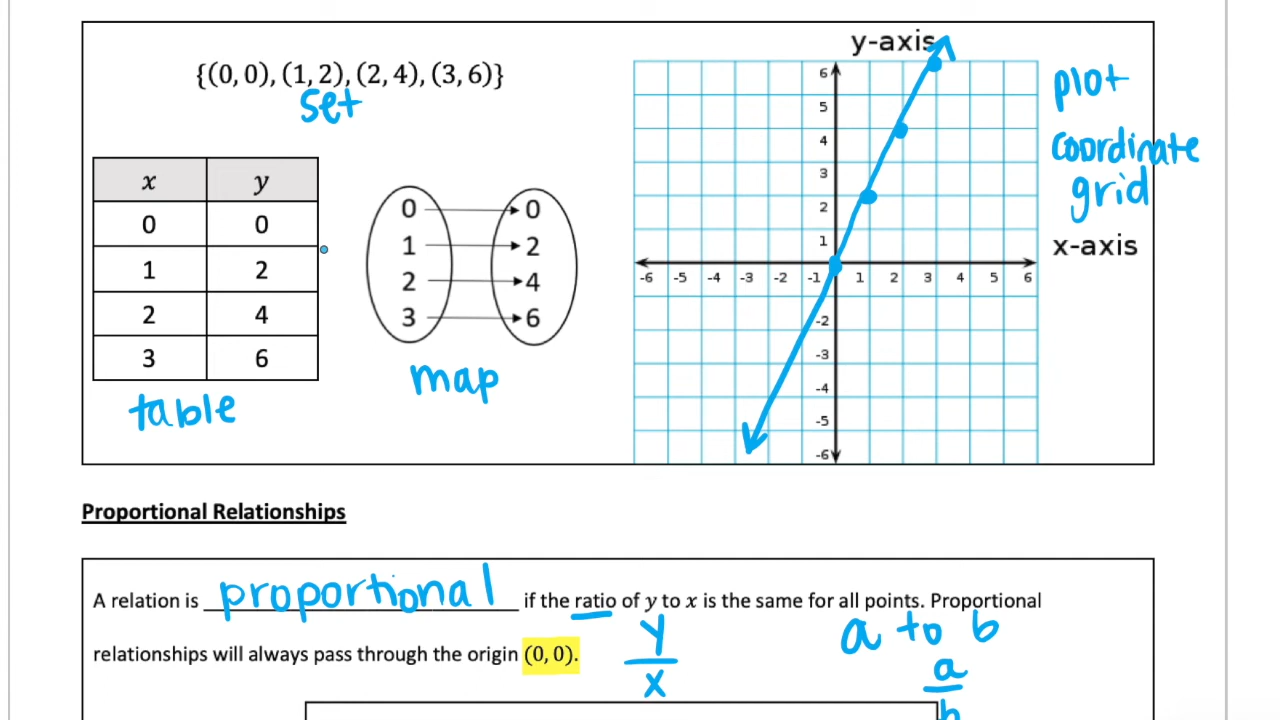 {(0, 0), (1, 2), (2, 4), (3, 6)}
set
x y
0 0
1 2
2 4
3 6
table
0 0
1 2
2 4
3 6
map
y-axis
6
5
4
3
2
1
-6 -5 -4 -3 -2 -1 1 2 3 4 5 6
-2
-3
-4
-5
-6
x-axis
plot
coordinate
grid
Proportional Relationships
A relation is proportional if the ratio of y to x is the same for all points. Proportional
relationships will always pass through the origin (0, 0).
y
x
a to b
a
b